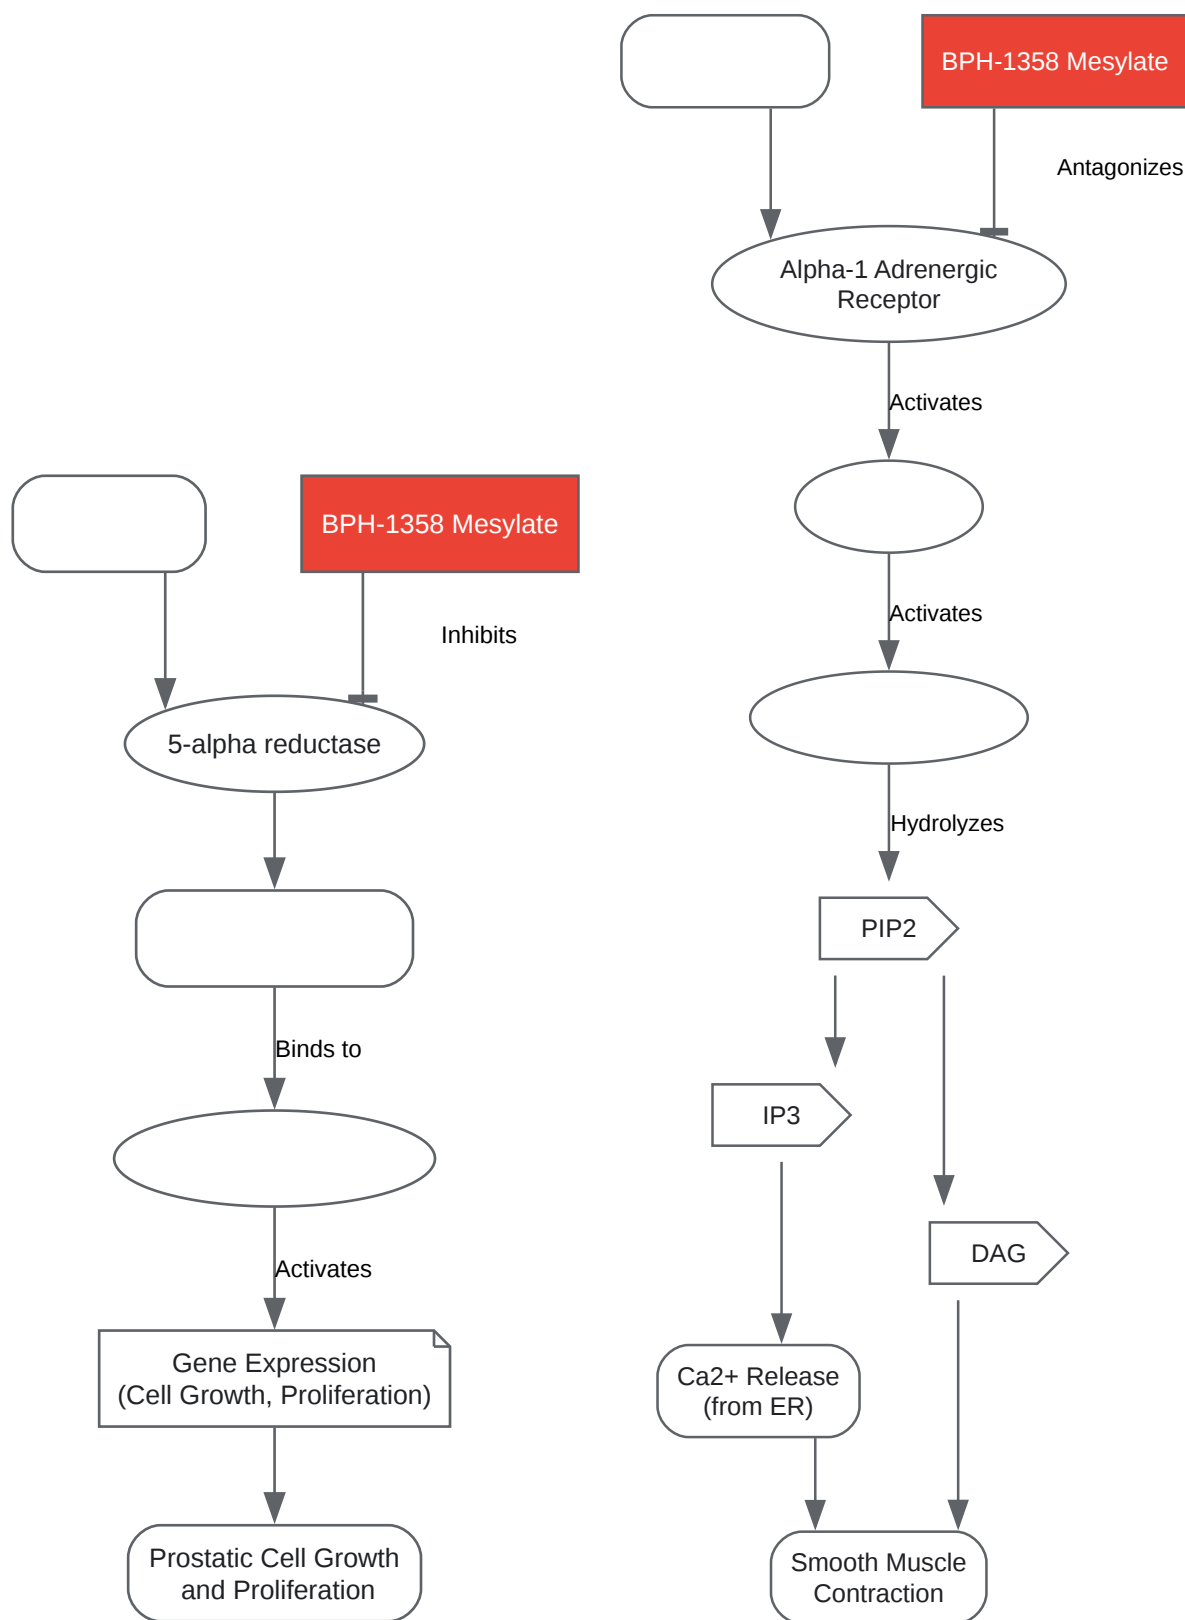 BPH-1358 Mesylate
Antagonizes
Alpha-1 Adrenergic
Receptor
Activates
Activates
Hydrolyzes
PIP2
IP3
DAG
Ca2+ Release
(from ER)
Smooth Muscle
Contraction
BPH-1358 Mesylate
Inhibits
5-alpha reductase
Binds to
Activates
Gene Expression
(Cell Growth, Proliferation)
Prostatic Cell Growth
and Proliferation